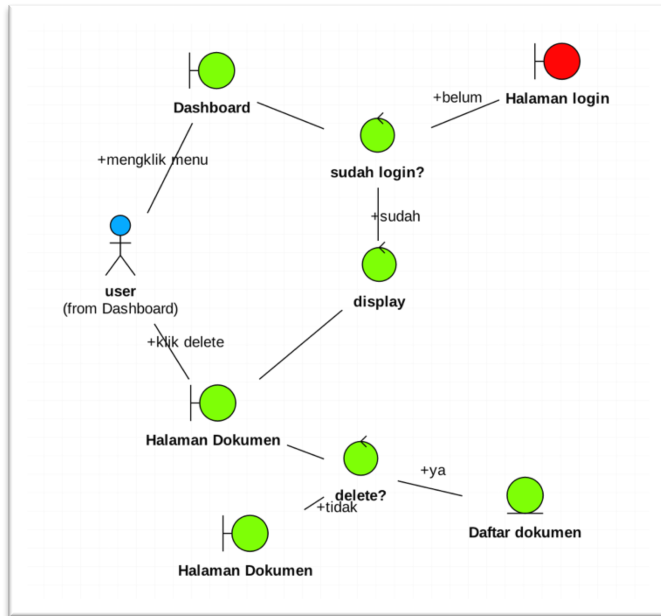 Dashboard
+belum
Halaman login
+mengklik menu
sudah login?
+sudah
user
(from Dashboard)
display
+klik delete
Halaman Dokumen
delete?
+ya
+tidak
Daftar dokumen
Halaman Dokumen